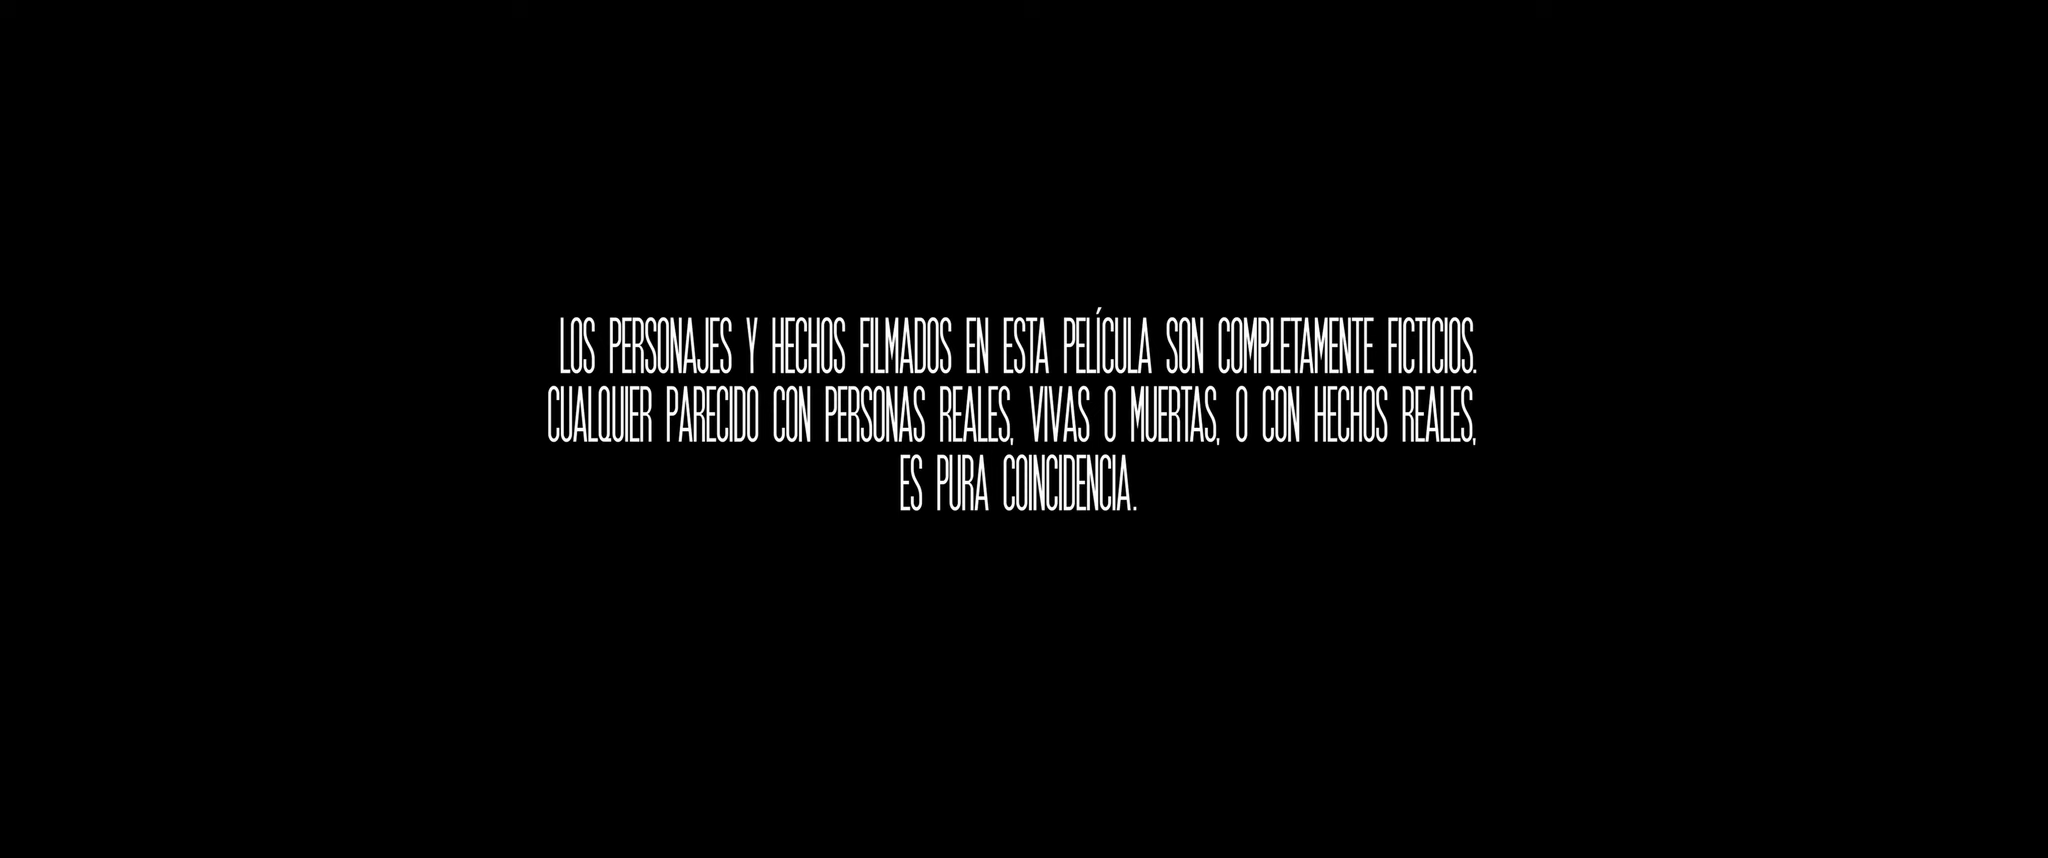 LOS PERSONAJES Y HECHOS FILMADOS EN ESTA PELÍCULA SON COMPLETAMENTE FICTICIOS.
CUALQUIER PARECIDO CON PERSONAS REALES, VIVAS O MUERTAS, O CON HECHOS REALES,
ES PURA COINCIDENCIA.